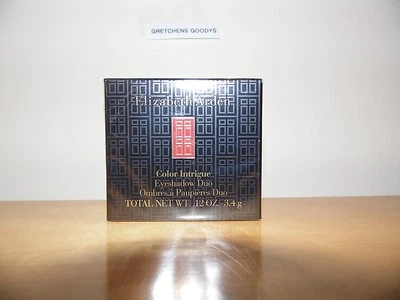 GRETCHENS GOODYS
Elizabeth Arden
Color Intrigue
Eyeshadow Duo
Ombres à Paupières Duo
TOTAL NET WT. .12 OZ. 3.4 g